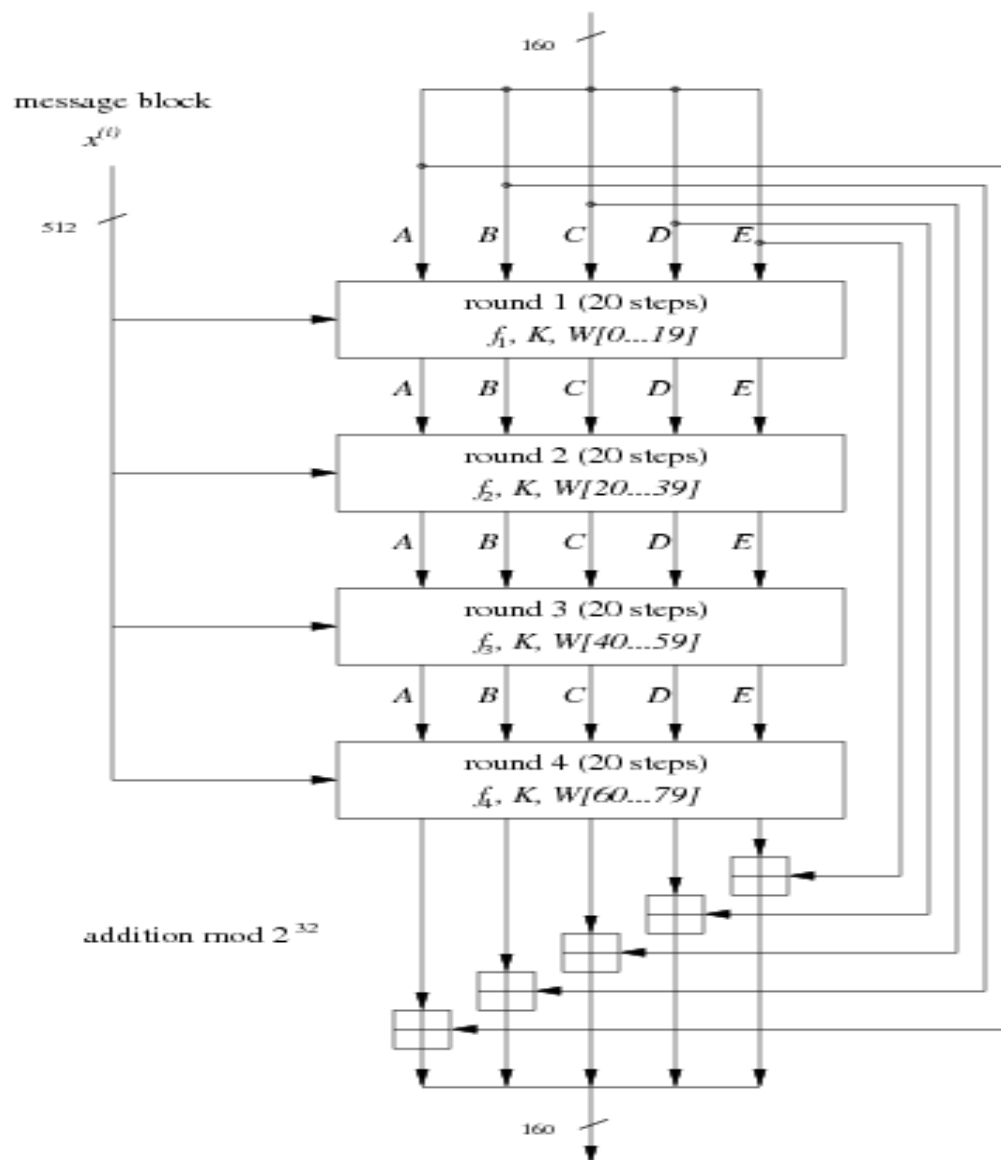 160
message block
x^(i)
512
A B C D E
round 1 (20 steps)
f₁, K, W[0...19]
A B C D E
round 2 (20 steps)
f₂, K, W[20...39]
A B C D E
round 3 (20 steps)
f₃, K, W[40...59]
A B C D E
round 4 (20 steps)
f₄, K, W[60...79]
addition mod 2^32
160